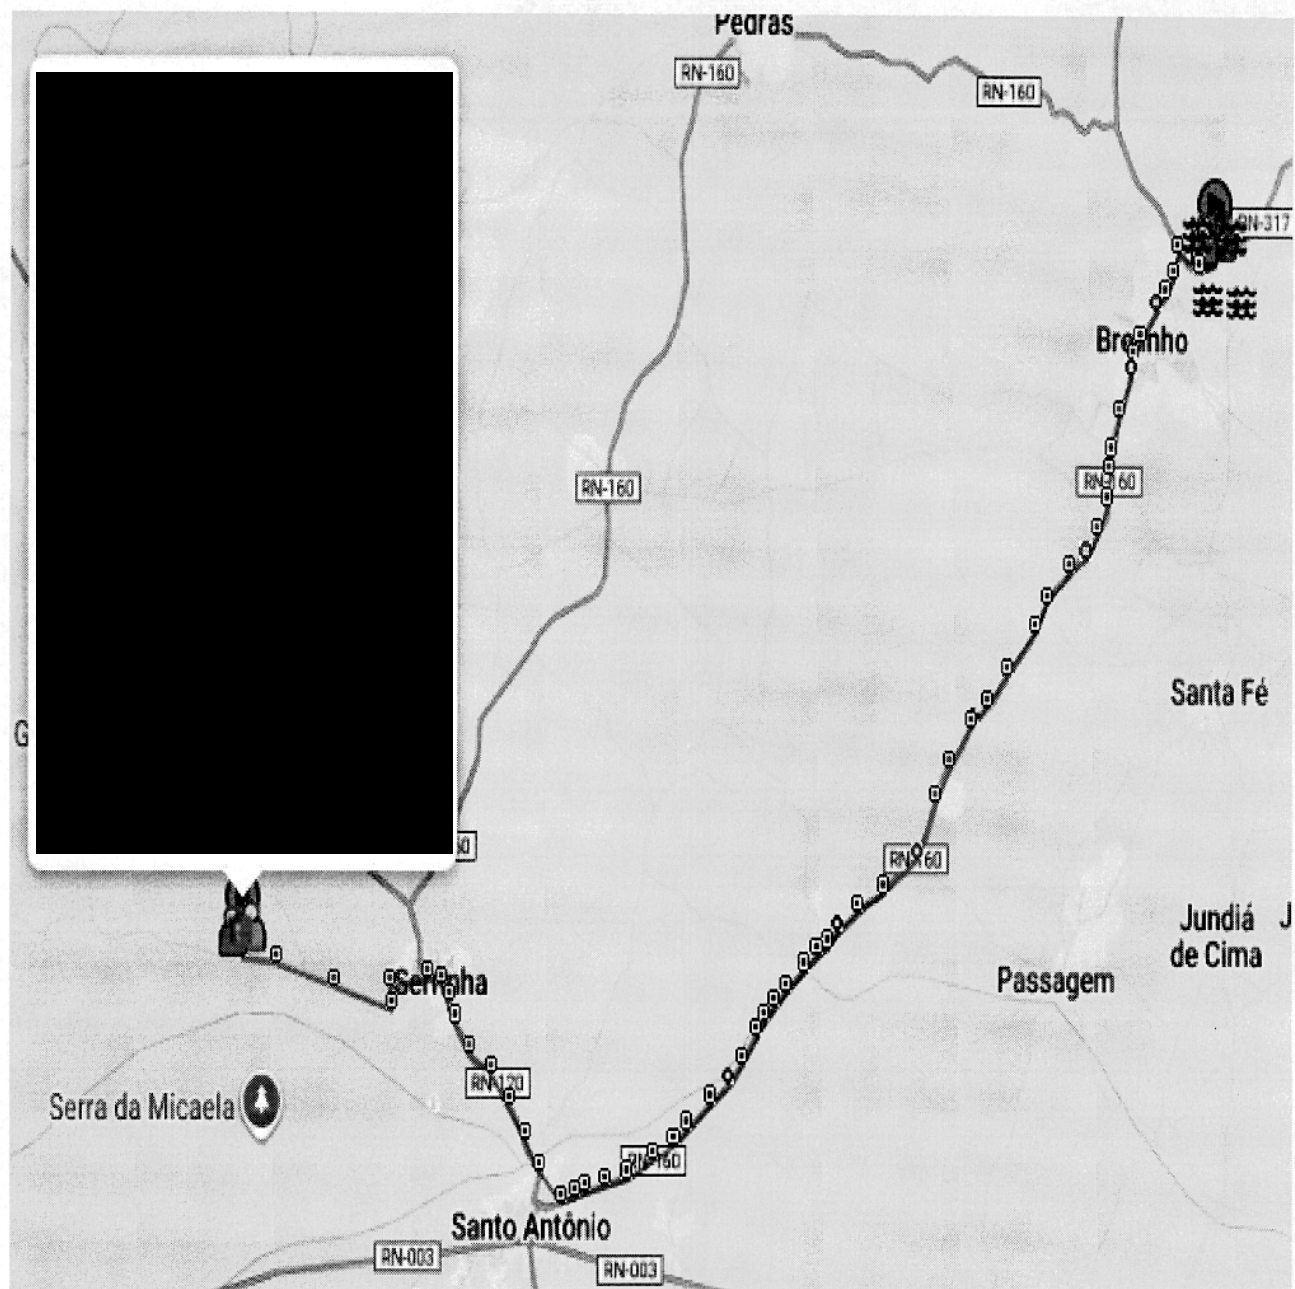 Pedras
RN-160
RN-160
RN-317
Brejinho
RN-160
RN-160
Santa Fé
G
60
RN-160
Jundiá
de Cima
J
Passagem
Serrinha
RN-120
Serra da Micaela
RN-160
Santo Antônio
RN-003
RN-003